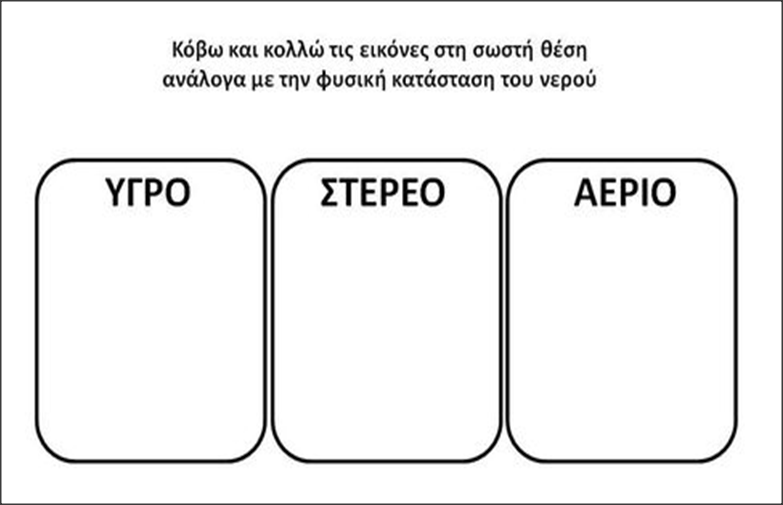 Κόβω και κολλώ τις εικόνες στη σωστή θέση
ανάλογα με την φυσική κατάσταση του νερού
ΥΓΡΟ ΣΤΕΡΕΟ ΑΕΡΙΟ